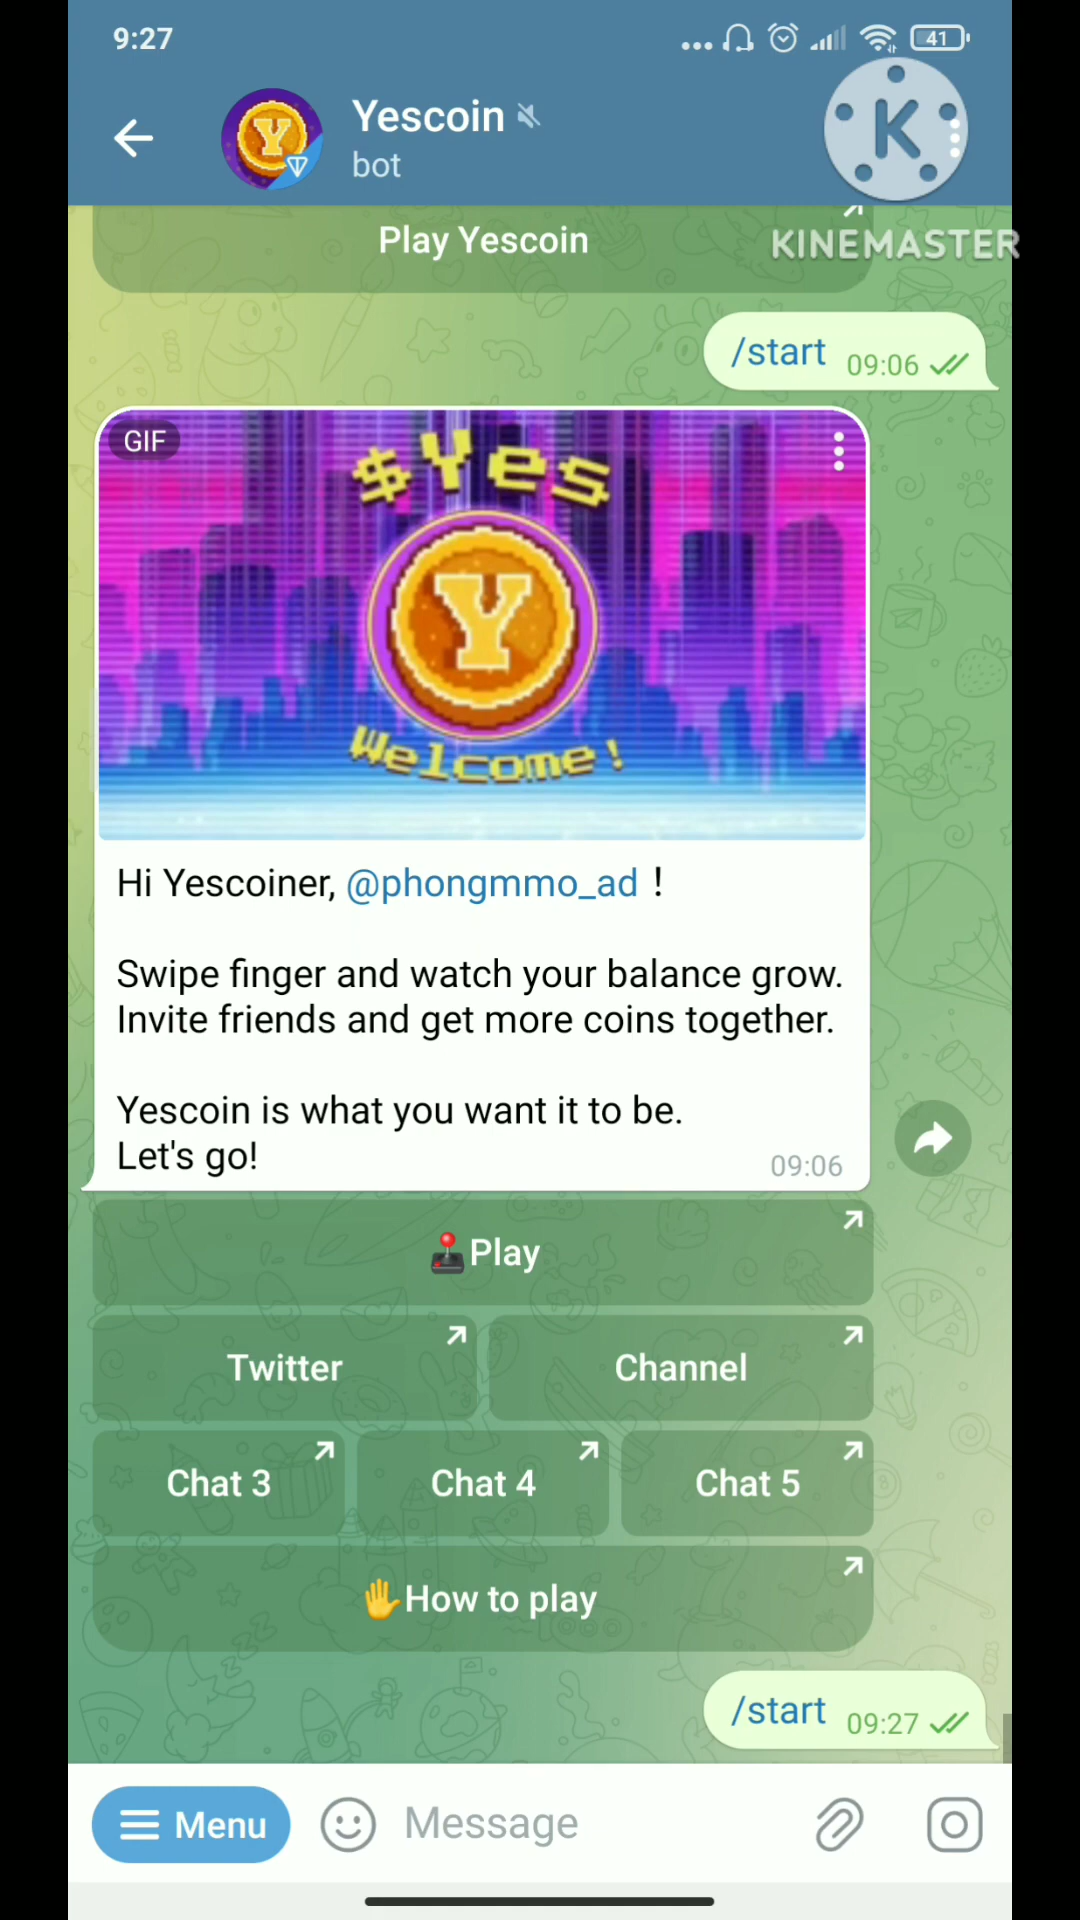 9:27
41
Yescoin
bot
K
KINEMASTER
Play Yescoin
/start 09:06
GIF
$Yes
Y
Welcome!
Hi Yescoiner, @phongmmo_ad !
Swipe finger and watch your balance grow.
Invite friends and get more coins together.
Yescoin is what you want it to be.
Let's go!
09:06
Play
Twitter
Channel
Chat 3
Chat 4
Chat 5
How to play
/start 09:27
Menu
Message